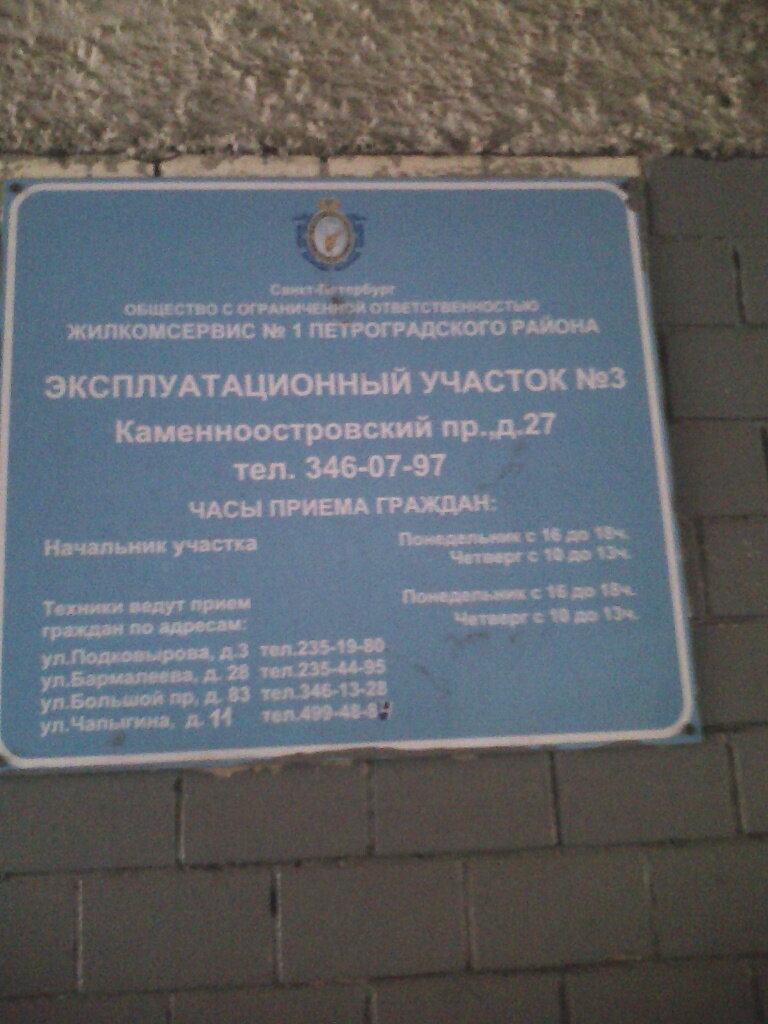 Санкт-Петербург
ОБЩЕСТВО С ОГРАНИЧЕННОЙ ОТВЕТСТВЕННОСТЬЮ
ЖИЛКОМСЕРВИС № 1 ПЕТРОГРАДСКОГО РАЙОНА
ЭКСПЛУАТАЦИОННЫЙ УЧАСТОК №3
Каменноостровский пр.,д.27
тел. 346-07-97
ЧАСЫ ПРИЕМА ГРАЖДАН:
Начальник участка
Понедельник с 16 до 18ч.
Четверг с 10 до 13ч.
Техники ведут прием
граждан по адресам:
Понедельник с 16 до 18ч.
Четверг с 10 до 13ч.
ул.Подковырова, д.3 тел.235-19-80
ул.Бармалеева, д. 28 тел.235-44-95
ул.Большой пр, д. 83 тел.346-13-28
ул.Чапыгина, д. 11